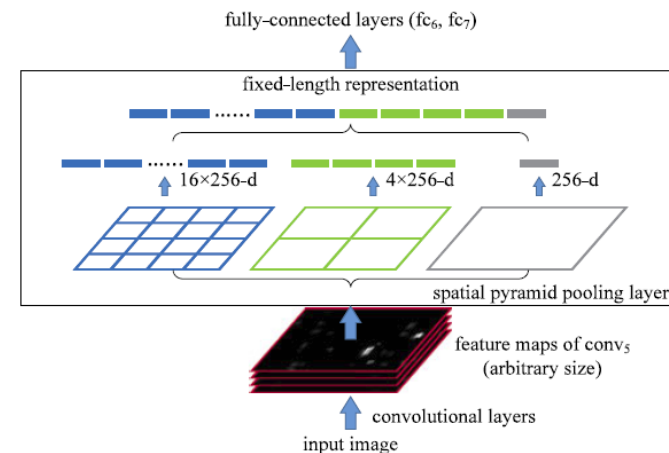 fully-connected layers (fc6, fc7)
fixed-length representation
......
......
16×256-d
4×256-d
256-d
spatial pyramid pooling layer
feature maps of conv5
(arbitrary size)
convolutional layers
input image